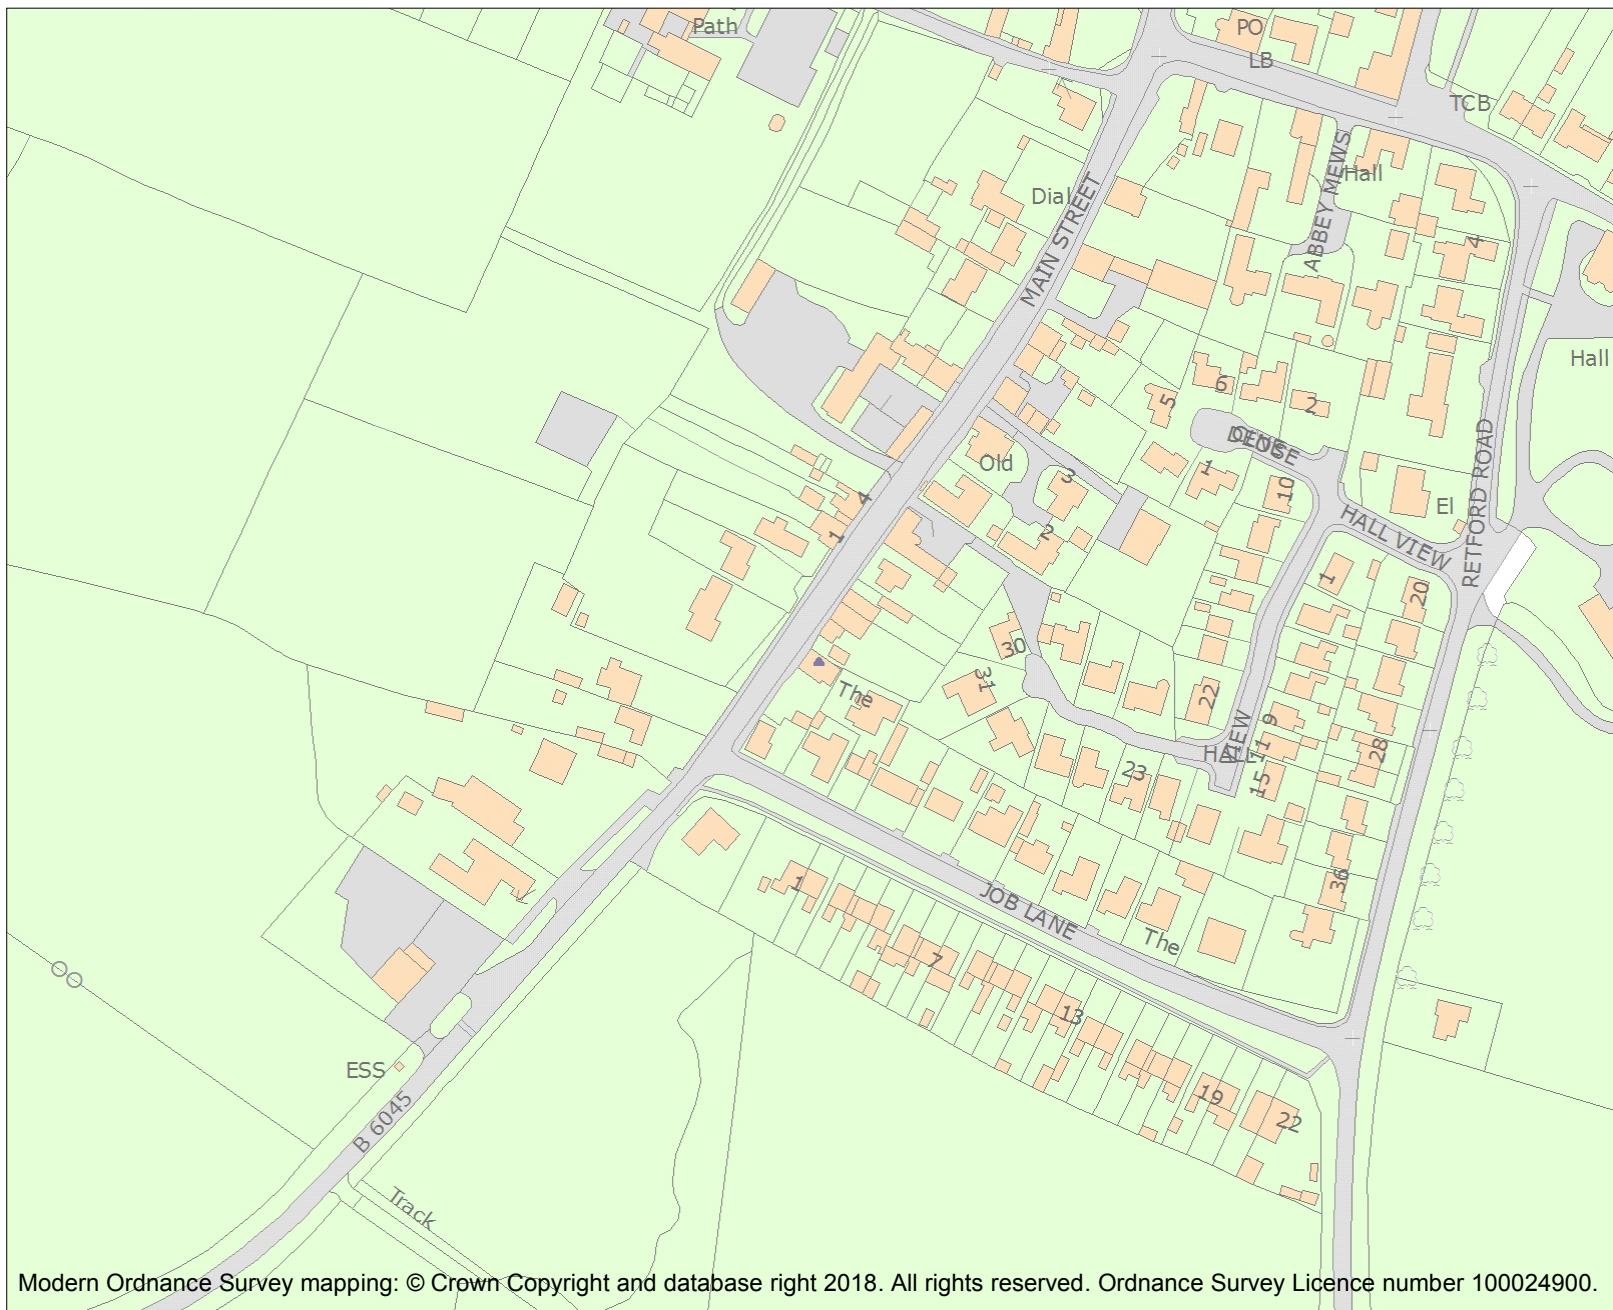 Path
PO
LB
TCB
ABBEY MEWS
Hall
Dial
MAIN STREET
4
Hall
6
5
2
DENE
CLOSE
RETFORD ROAD
Old
3
1
10
4
El
HALL VIEW
2
1
1
20
30
31
22
The
9
VIEW
HALL
11
28
23
15
1
36
JOB LANE
The
7
13
ESS
19
22
B 6045
Track
Modern Ordnance Survey mapping: © Crown Copyright and database right 2018. All rights reserved. Ordnance Survey Licence number 100024900.